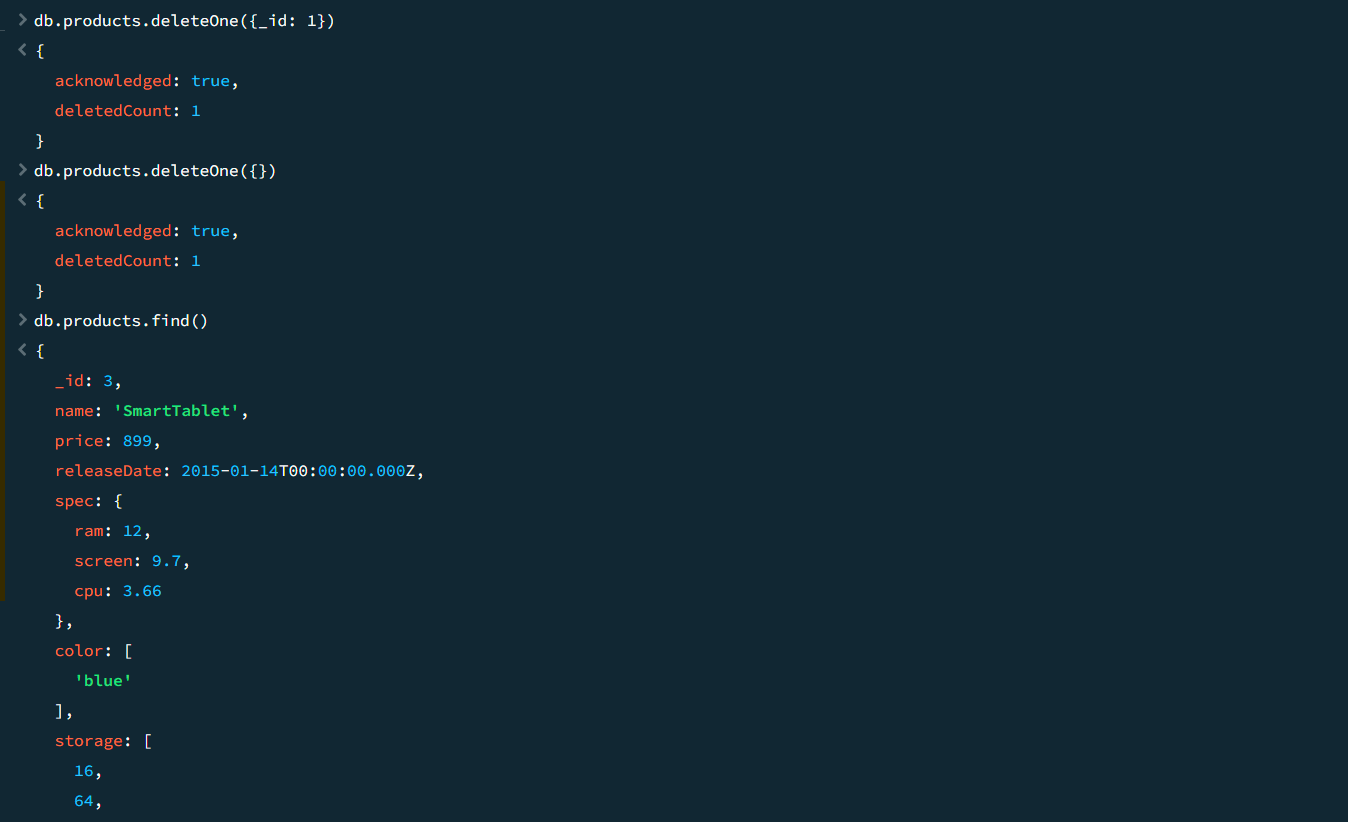 > db.products.deleteOne({_id: 1})
< {
    acknowledged: true,
    deletedCount: 1
  }
> db.products.deleteOne({})
< {
    acknowledged: true,
    deletedCount: 1
  }
> db.products.find()
< {
    _id: 3,
    name: 'SmartTablet',
    price: 899,
    releaseDate: 2015-01-14T00:00:00.000Z,
    spec: {
      ram: 12,
      screen: 9.7,
      cpu: 3.66
    },
    color: [
      'blue'
    ],
    storage: [
      16,
      64,